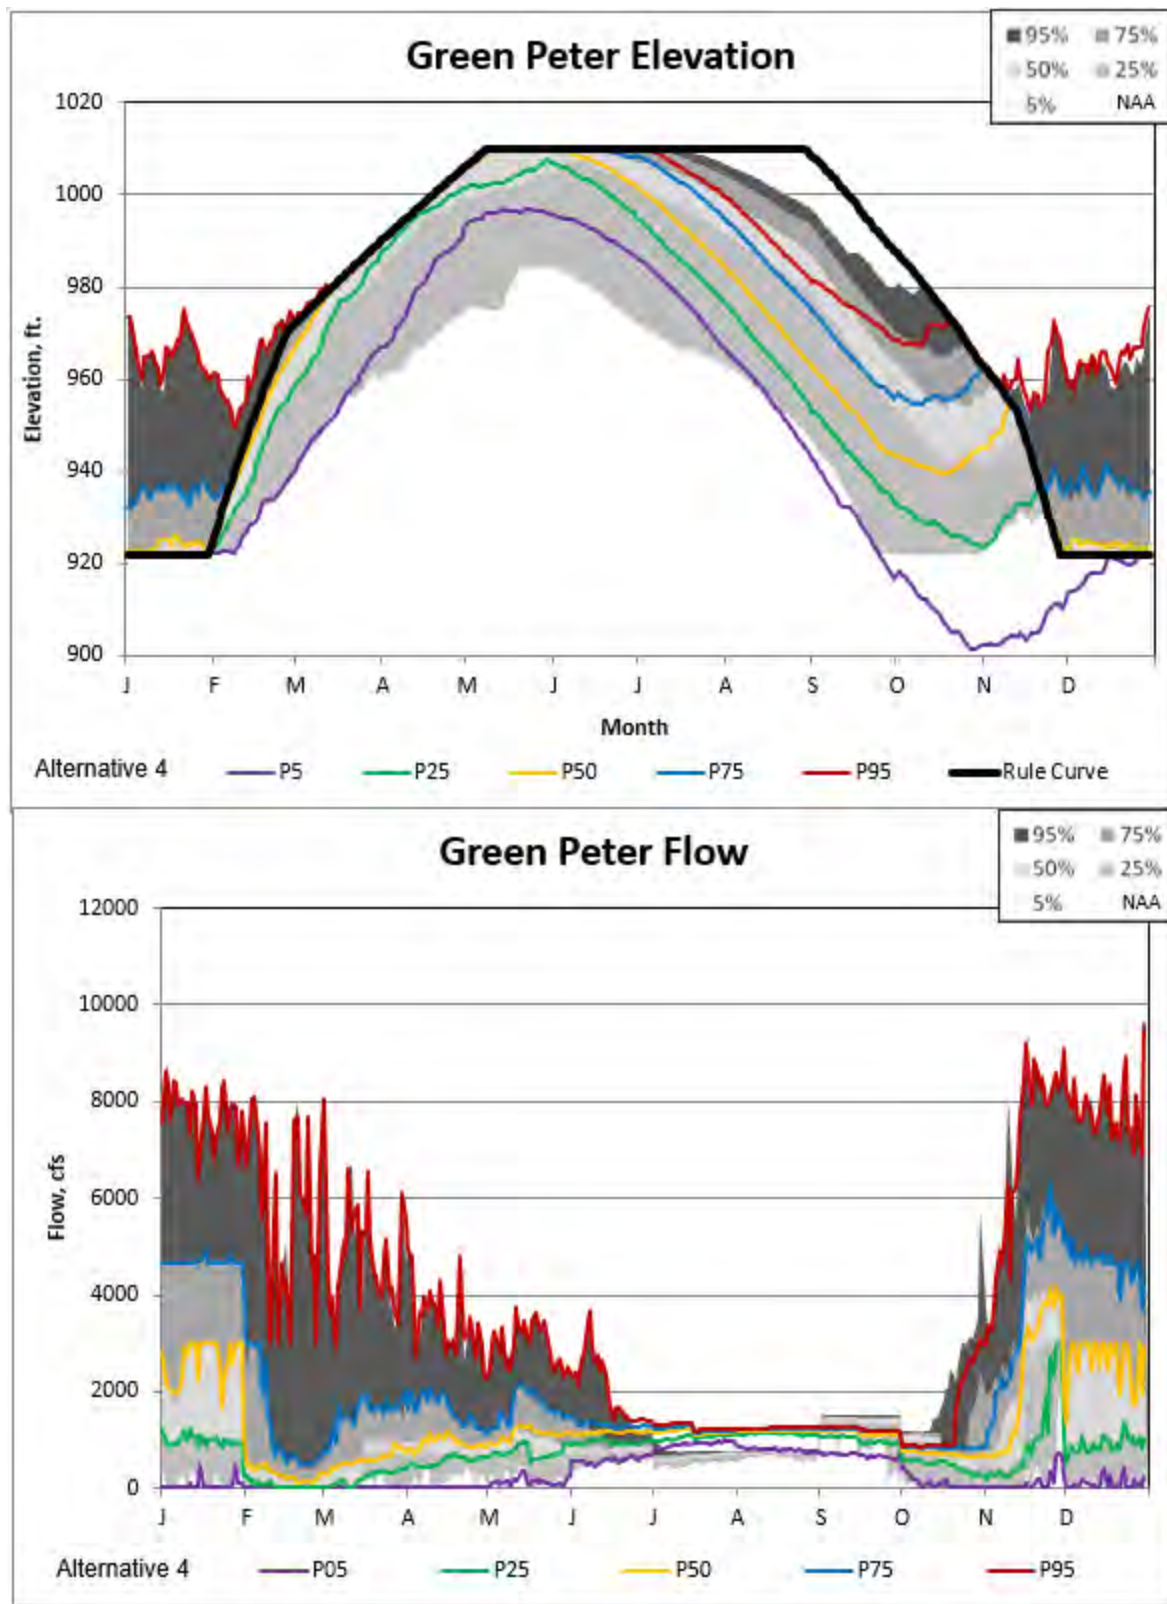 Green Peter Elevation
95% 75%
50% 25%
5% NAA
1020
1000
980
960
940
920
900
Elevation, ft.
J F M A M J J A S O N D
Month
Alternative 4 P5 P25 P50 P75 P95 Rule Curve
Green Peter Flow
95% 75%
50% 25%
5% NAA
12000
10000
8000
6000
4000
2000
0
Flow, cfs
J F M A M J J A S O N D
Alternative 4 P05 P25 P50 P75 P95